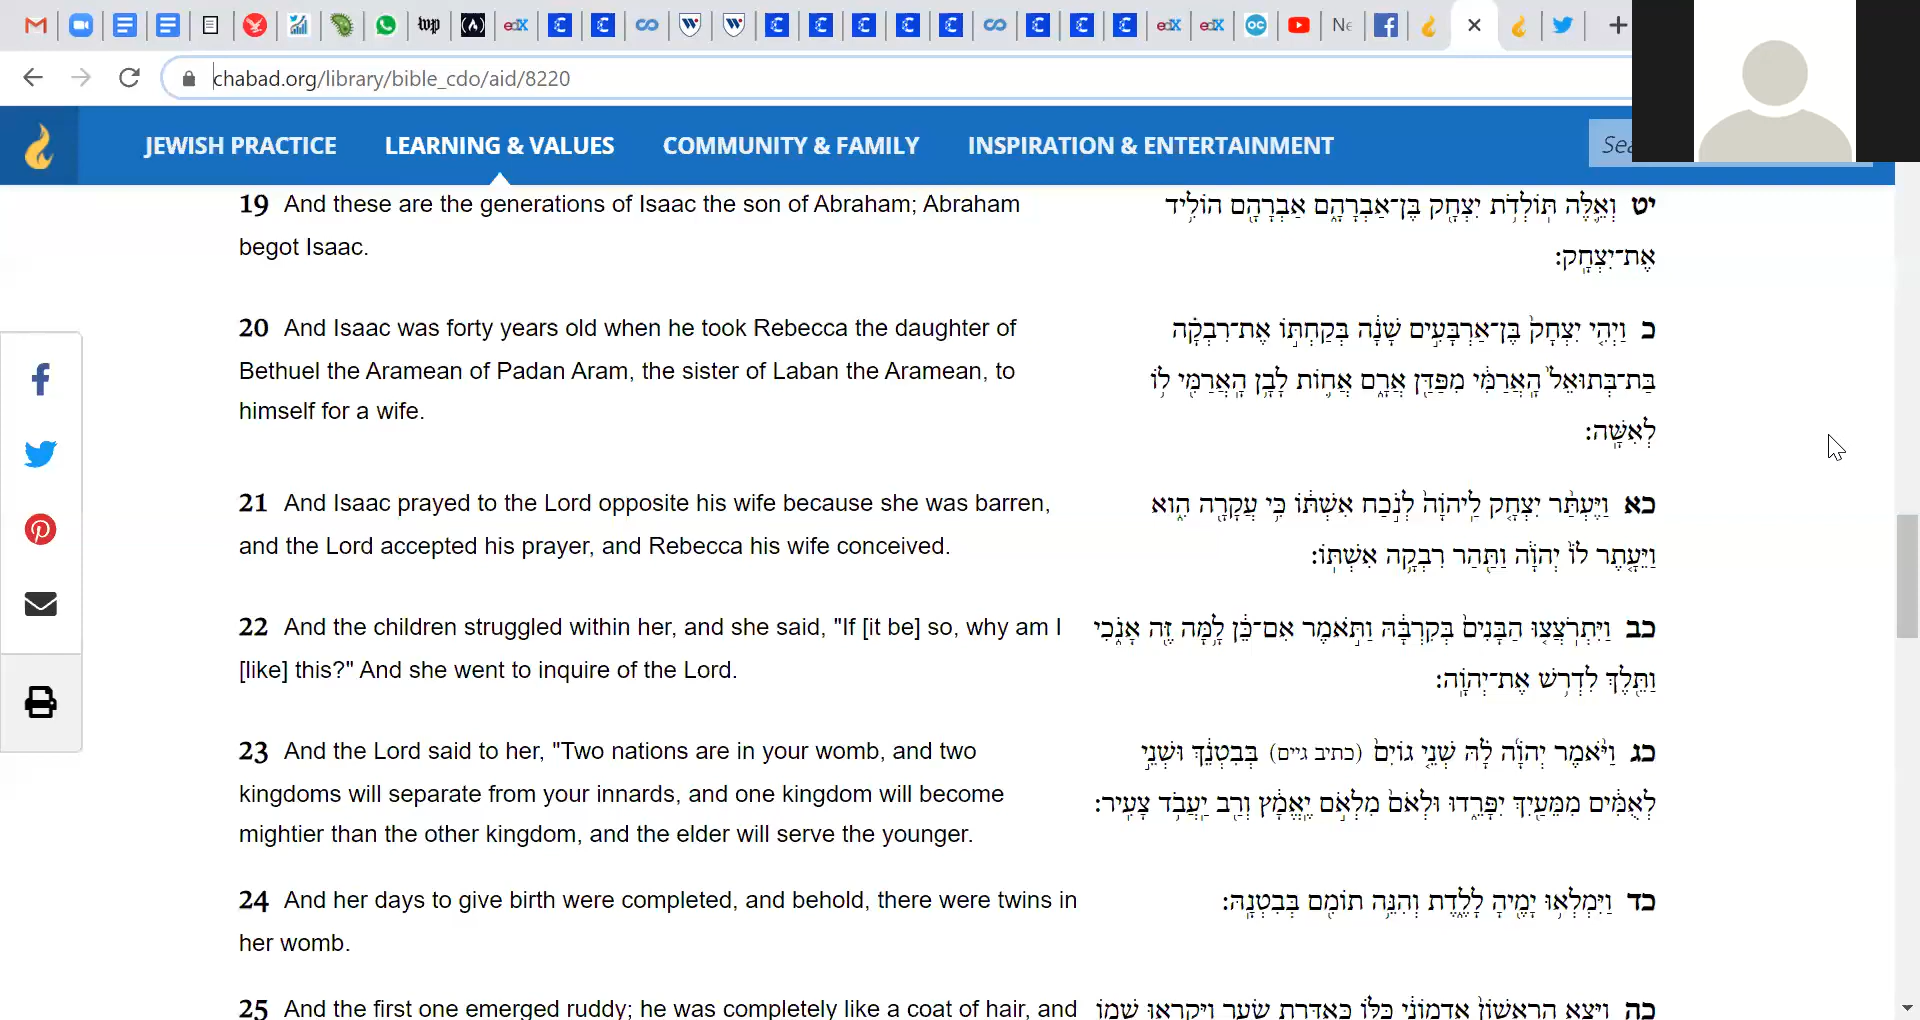 chabad.org/library/bible_cdo/aid/8220
JEWISH PRACTICE
LEARNING & VALUES
COMMUNITY & FAMILY
INSPIRATION & ENTERTAINMENT
19 And these are the generations of Isaac the son of Abraham; Abraham
begot Isaac.
יט וְאֵ֛לֶּה תּֽוֹלְדֹ֥ת יִצְחָ֖ק בֶּן־אַבְרָהָ֑ם אַבְרָהָ֖ם הוֹלִ֥יד
אֶת־יִצְחָֽק:
20 And Isaac was forty years old when he took Rebecca the daughter of
Bethuel the Aramean of Padan Aram, the sister of Laban the Aramean, to
himself for a wife.
כ וַיְהִ֤י יִצְחָק֙ בֶּן־אַרְבָּעִ֣ים שָׁנָ֔ה בְּקַחְתּ֣וֹ אֶת־רִבְקָ֗ה
בַּת־בְּתוּאֵל֙ הָֽאֲרַמִּ֔י מִפַּדַּ֖ן אֲרָ֑ם אֲח֛וֹת לָבָ֥ן הָֽאֲרַמִּ֖י ל֥וֹ
לְאִשָּֽׁה:
21 And Isaac prayed to the Lord opposite his wife because she was barren,
and the Lord accepted his prayer, and Rebecca his wife conceived.
כא וַיֶּעְתַּ֨ר יִצְחָ֤ק לַֽיהוָֹה֙ לְנֹ֣כַח אִשְׁתּ֔וֹ כִּ֥י עֲקָרָ֖ה הִ֑וא
וַיֵּעָ֤תֶר לוֹ֙ יְהֹוָ֔ה וַתַּ֖הַר רִבְקָ֥ה אִשְׁתּֽוֹ:
22 And the children struggled within her, and she said, "If [it be] so, why am I
[like] this?" And she went to inquire of the Lord.
כב וַיִּתְרֹֽצֲצ֤וּ הַבָּנִים֙ בְּקִרְבָּ֔הּ וַתֹּ֣אמֶר אִם־כֵּ֔ן לָ֥מָּה זֶּ֖ה אָנֹ֑כִי
וַתֵּ֖לֶךְ לִדְר֥שׁ אֶת־יְהֹוָֽה:
23 And the Lord said to her, "Two nations are in your womb, and two
kingdoms will separate from your innards, and one kingdom will become
mightier than the other kingdom, and the elder will serve the younger.
כג וַיֹּ֨אמֶר יְהֹוָ֜ה לָ֗הּ שְׁנֵ֤י גוֹיִם֙ (כתיב גיים) בְּבִטְנֵ֔ךְ וּשְׁנֵ֣י
לְאֻמִּ֔ים מִמֵּעַ֖יִךְ יִפָּרֵ֑דוּ וּלְאֹם֙ מִלְאֹ֣ם יֶֽאֱמָ֔ץ וְרַ֖ב יַֽעֲבֹ֥ד צָעִֽיר:
24 And her days to give birth were completed, and behold, there were twins in
her womb.
כד וַיִּמְלְא֥וּ יָמֶ֖יהָ לָלֶ֑דֶת וְהִנֵּ֥ה תוֹמִ֖ם בְּבִטְנָֽהּ:
25 And the first one emerged ruddy; he was completely like a coat of hair, and
כה וַיֵּצֵ֤א הָֽרִאשׁוֹן֙ אַדְמוֹנִ֔י כֻּלּ֖וֹ כְּאַדֶּ֣רֶת שֵׂעָ֑ר וַיִּקְרְא֥וּ שְׁמ֖וֹ